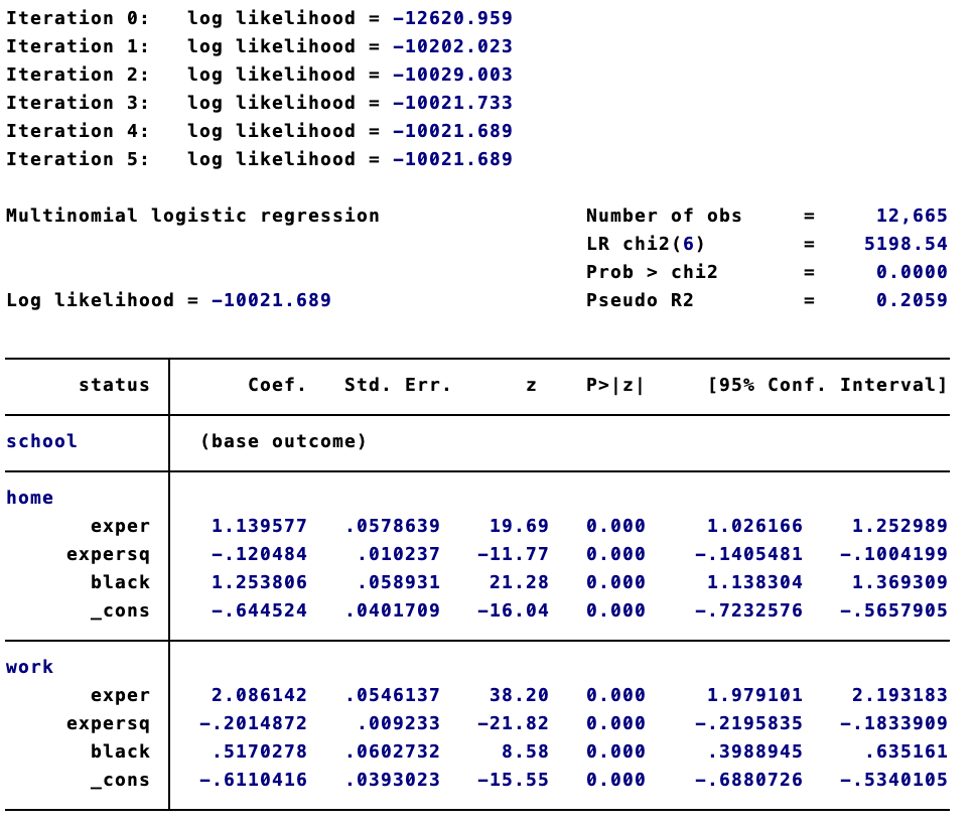 Iteration 0:   log likelihood = -12620.959
Iteration 1:   log likelihood = -10202.023
Iteration 2:   log likelihood = -10029.003
Iteration 3:   log likelihood = -10021.733
Iteration 4:   log likelihood = -10021.689
Iteration 5:   log likelihood = -10021.689
Multinomial logistic regression Number of obs = 12,665
LR chi2(6) = 5198.54
Prob > chi2 = 0.0000
Log likelihood = -10021.689 Pseudo R2 = 0.2059
status Coef. Std. Err. z P>|z| [95% Conf. Interval]
school (base outcome)
home
exper 1.139577 .0578639 19.69 0.000 1.026166 1.252989
expersq -.120484 .010237 -11.77 0.000 -.1405481 -.1004199
black 1.253806 .058931 21.28 0.000 1.138304 1.369309
_cons -.644524 .0401709 -16.04 0.000 -.7232576 -.5657905
work
exper 2.086142 .0546137 38.20 0.000 1.979101 2.193183
expersq -.2014872 .009233 -21.82 0.000 -.2195835 -.1833909
black .5170278 .0602732 8.58 0.000 .3988945 .635161
_cons -.6110416 .0393023 -15.55 0.000 -.6880726 -.5340105